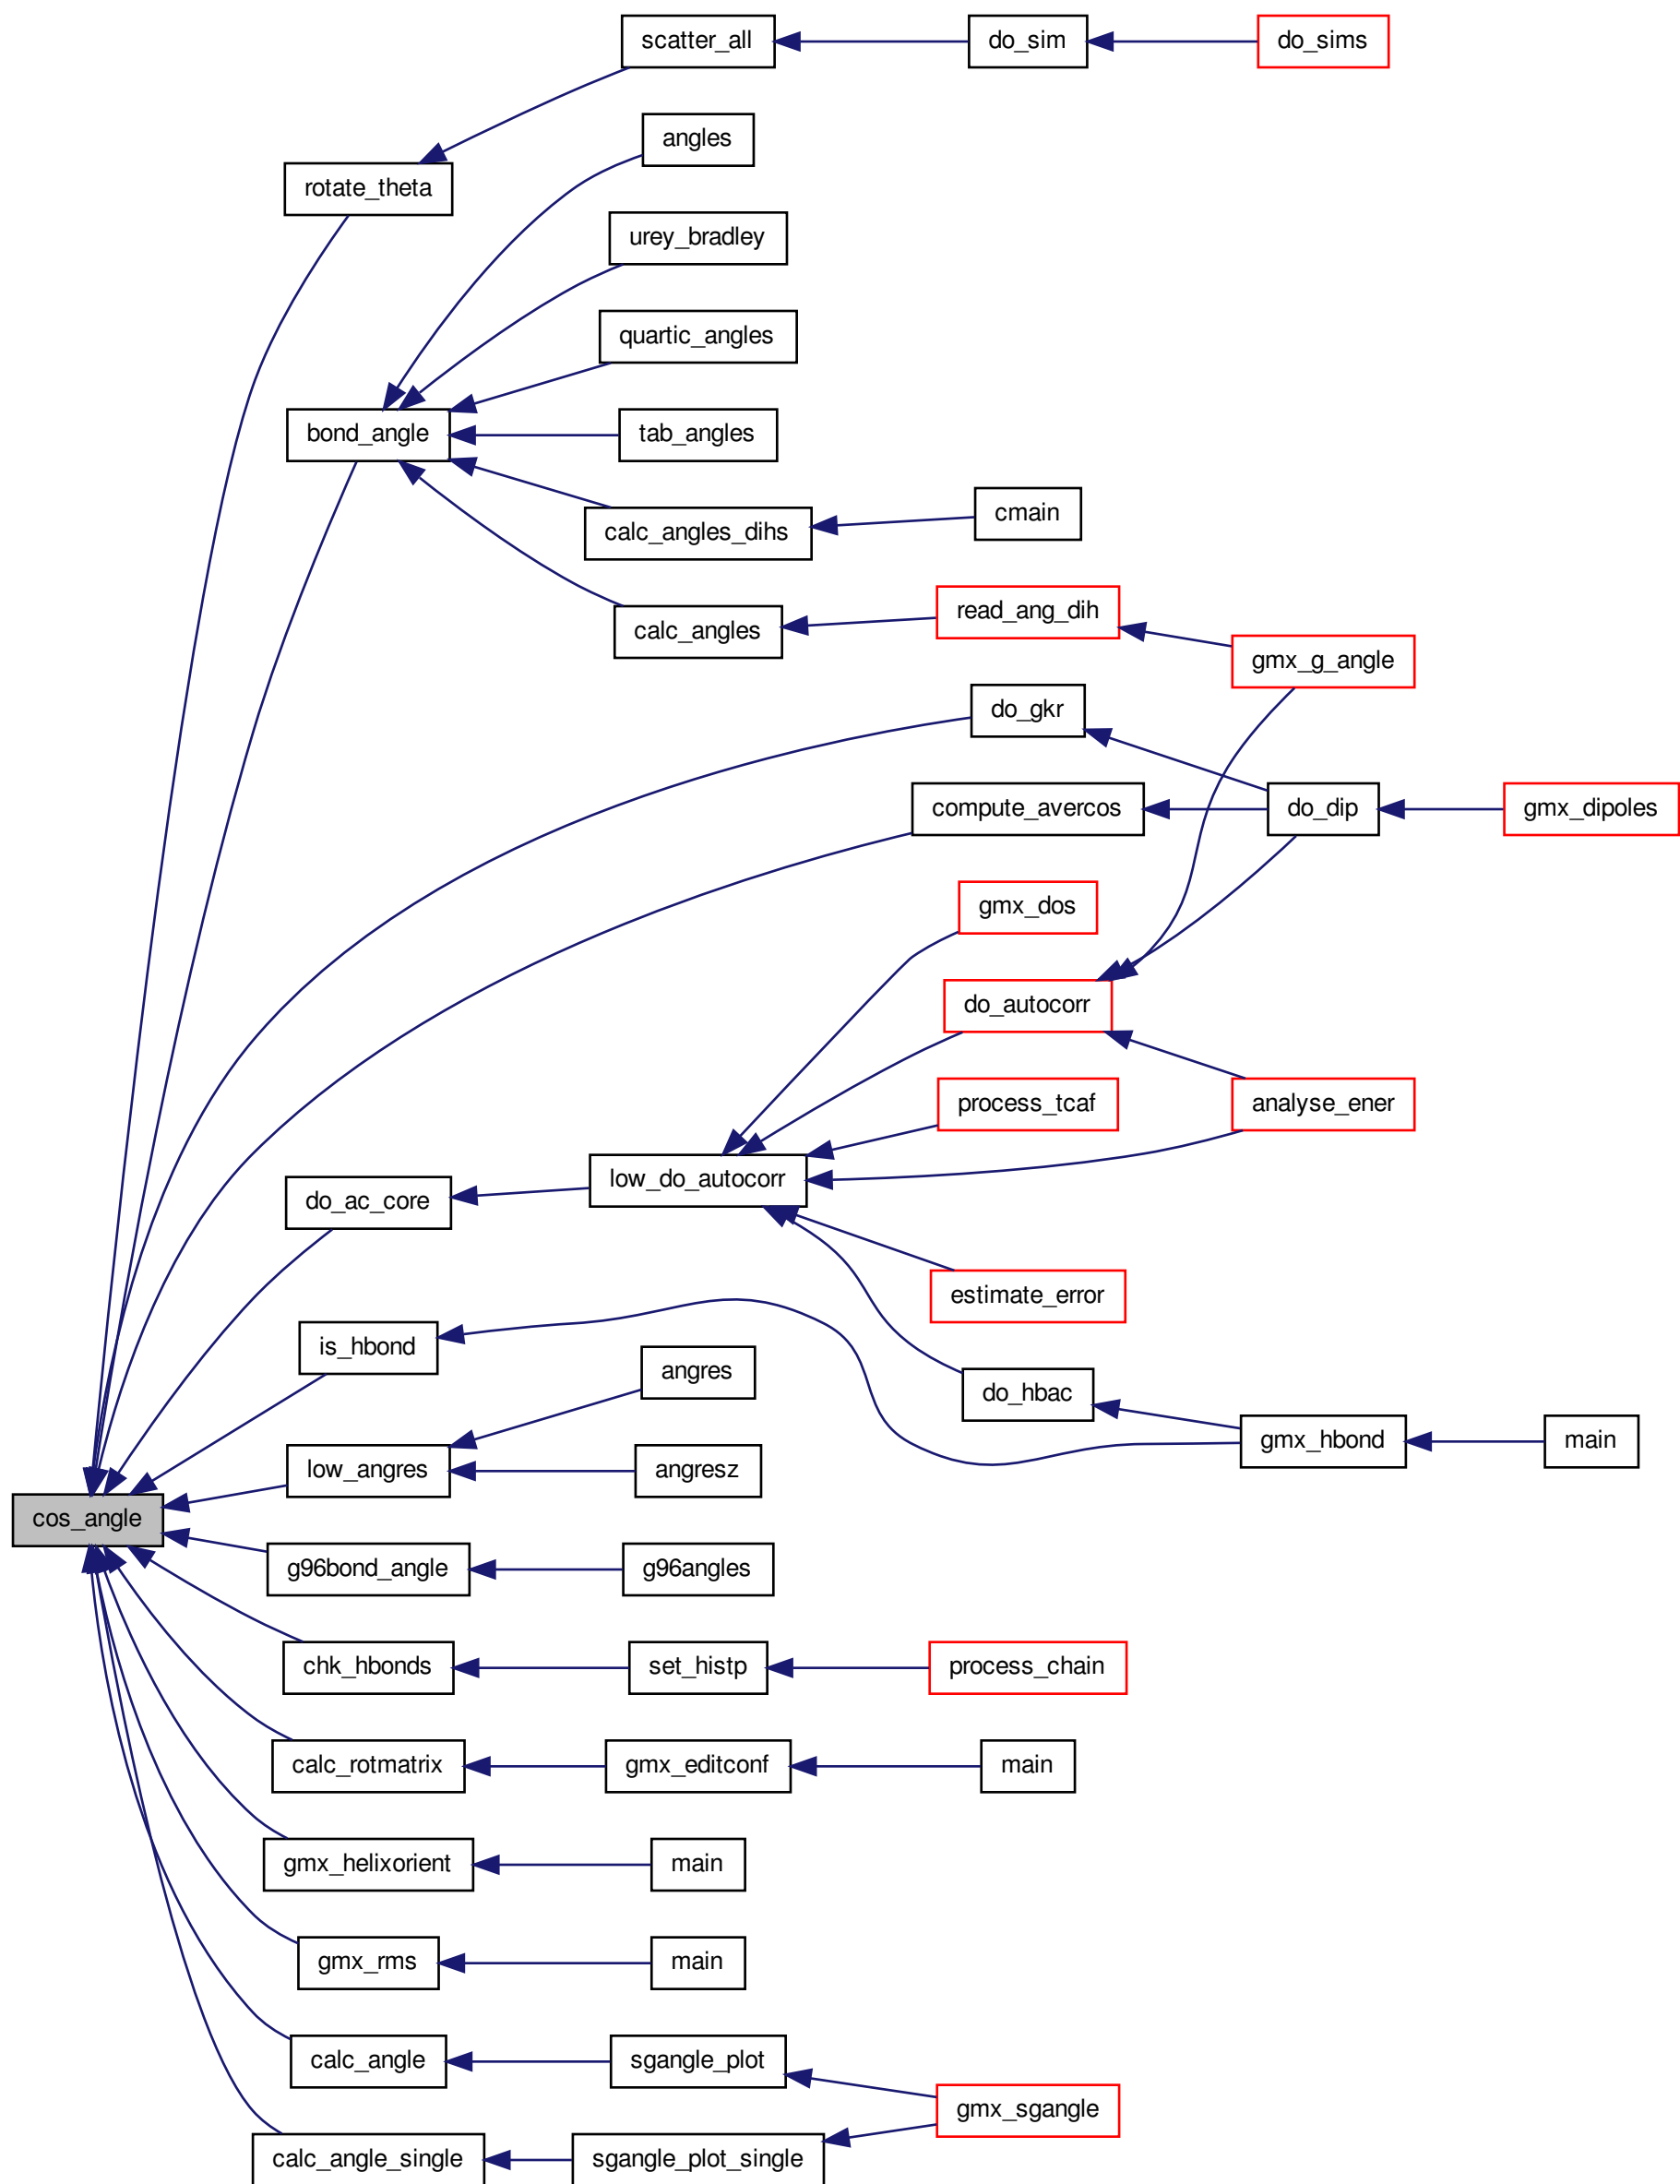 scatter_all
do_sim
do_sims
angles
rotate_theta
urey_bradley
quartic_angles
bond_angle
tab_angles
cmain
calc_angles_dihs
read_ang_dih
calc_angles
gmx_g_angle
do_gkr
compute_avercos
do_dip
gmx_dipoles
gmx_dos
do_autocorr
process_tcaf
analyse_ener
low_do_autocorr
do_ac_core
estimate_error
is_hbond
angres
do_hbac
gmx_hbond
main
low_angres
angresz
cos_angle
g96bond_angle
g96angles
chk_hbonds
set_histp
process_chain
calc_rotmatrix
gmx_editconf
main
gmx_helixorient
main
gmx_rms
main
calc_angle
sgangle_plot
gmx_sgangle
calc_angle_single
sgangle_plot_single